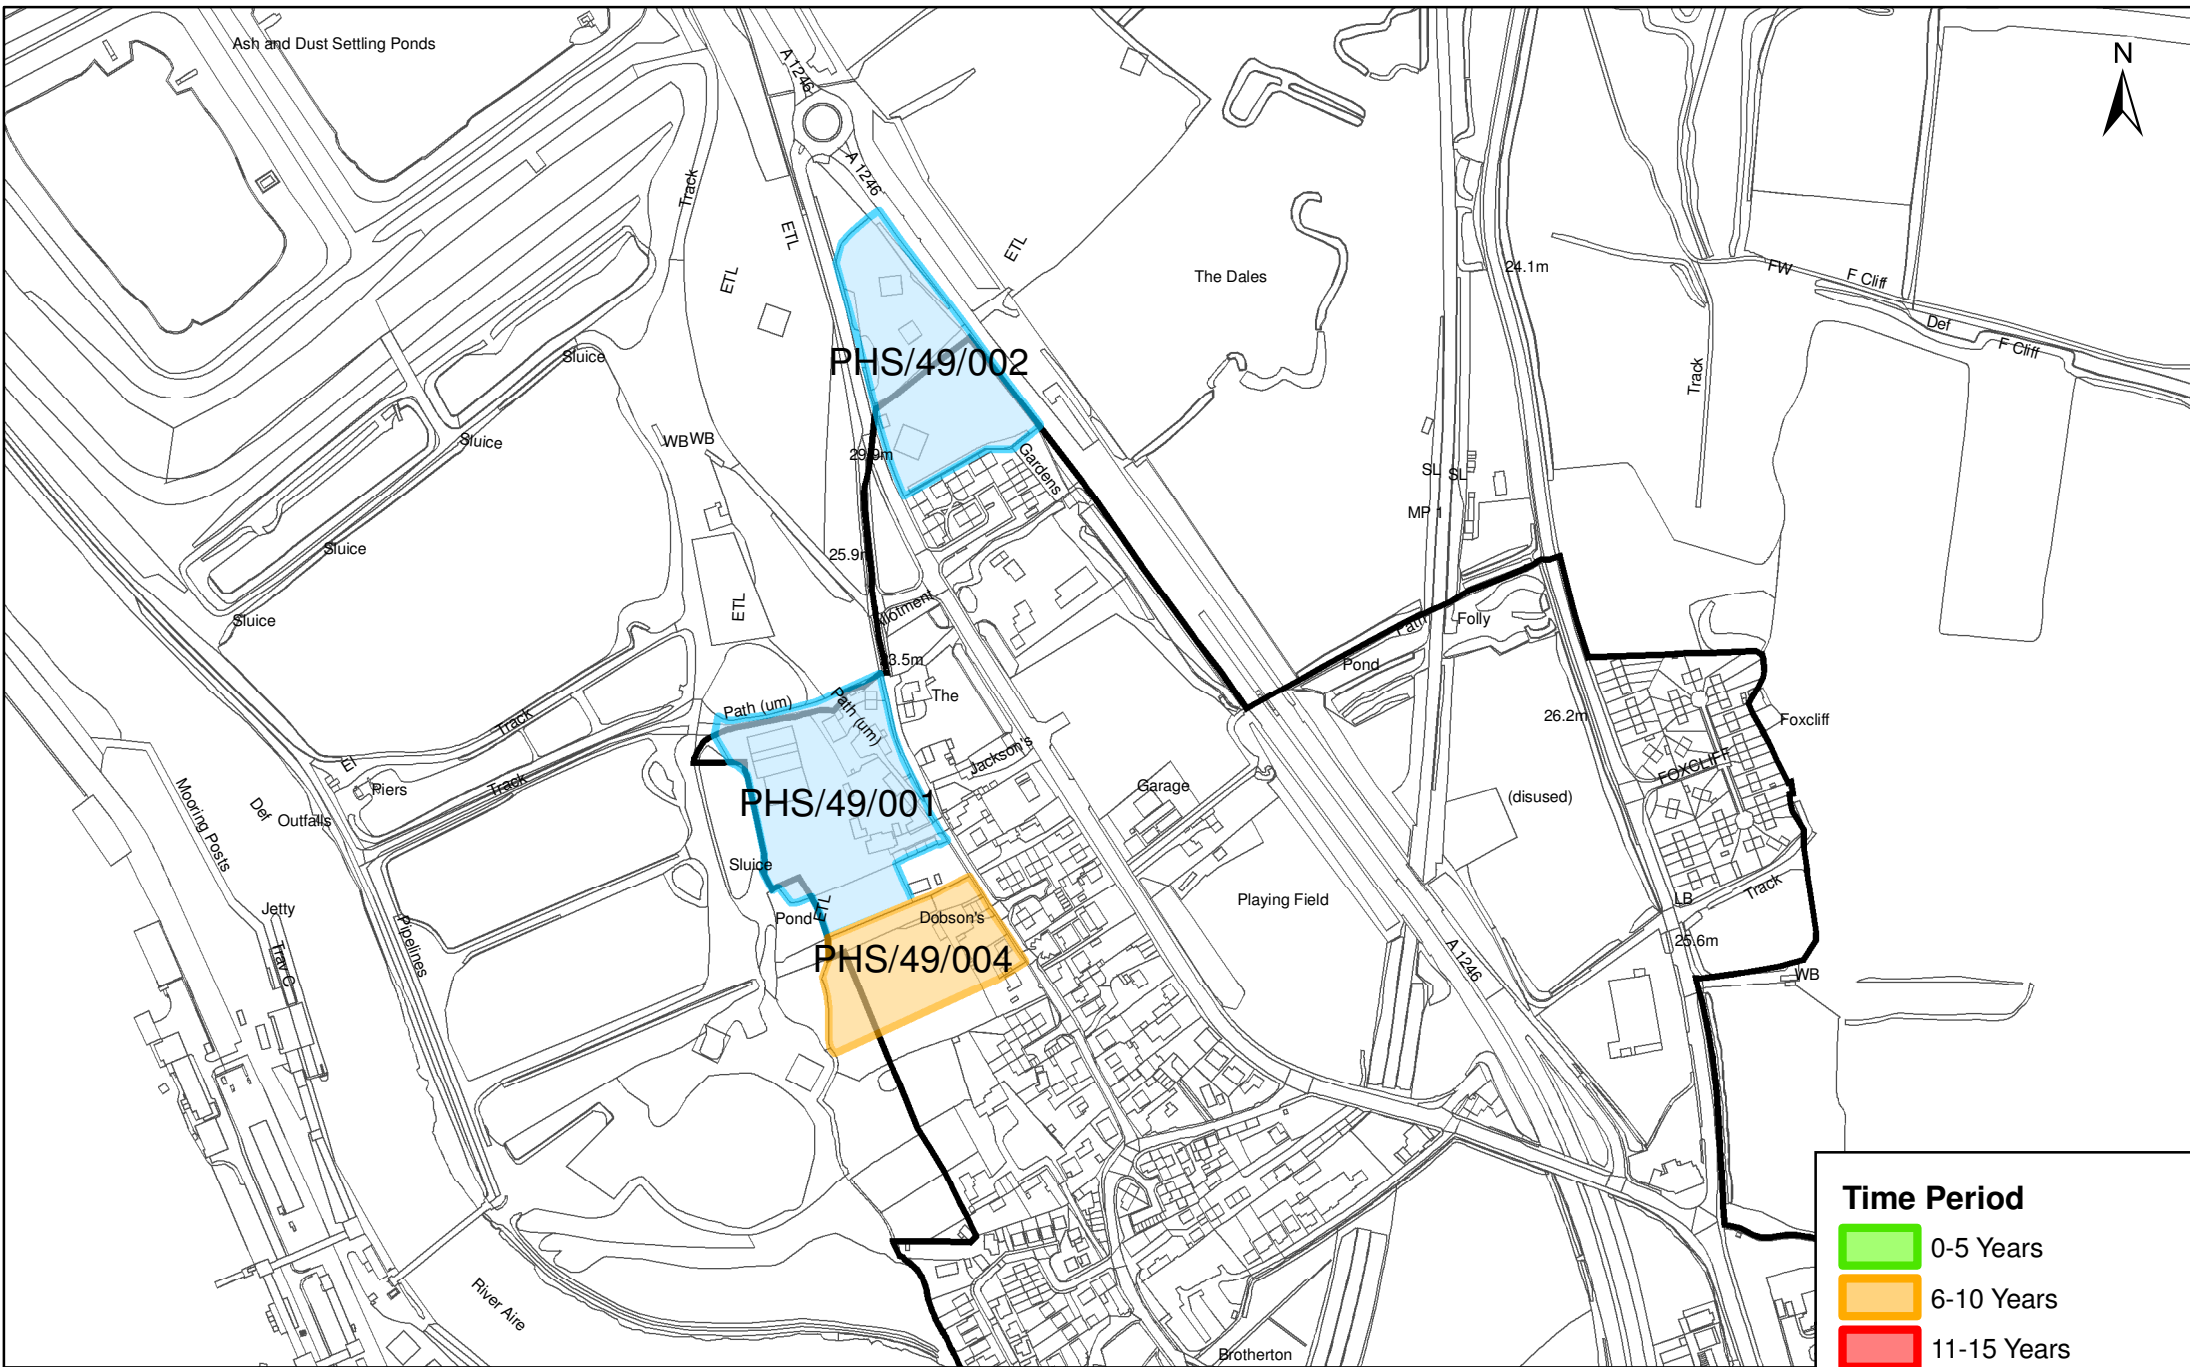 Ash and Dust Settling Ponds
A 1246
N
A 1246
Track
ETL
ETL
ETL
The Dales
24.1m
FW
F Cliff
Def
F Cliff
Sluice
PHS/49/002
Track
Sluice
WB
WB
29.9m
Gardens
SL
SL
MP 1
Sluice
25.9m
ETL
Allotment
Sluice
Path
Folly
Pond
The
Path (um)
Path (um)
Track
26.2m
Foxcliff
Jackson's
FOXCLIFF
Mooring Posts
Piers
Track
Garage
(disused)
Def
Outfalls
PHS/49/001
Sluice
Playing Field
Track
LB
Jetty
Pond
ETL
Dobson's
Pipelines
Trav C
25.6m
PHS/49/004
A 1246
WB
River Aire
Brotherton
Time Period
0-5 Years
6-10 Years
11-15 Years